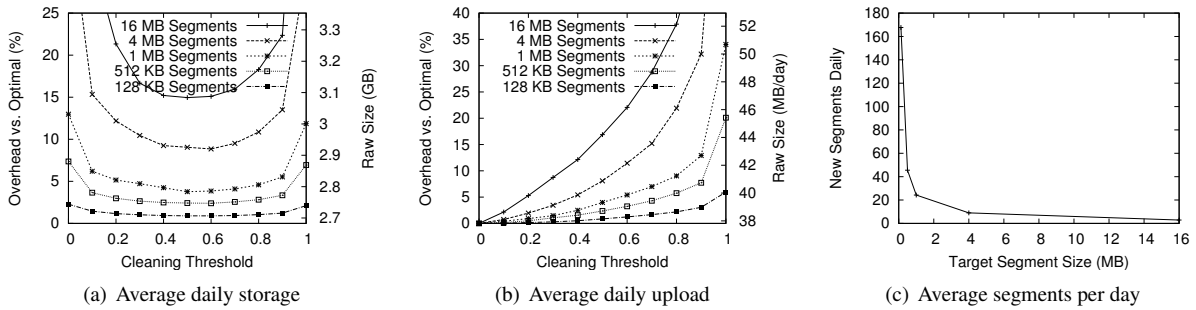 Overhead vs. Optimal (%)
25
20
15
10
5
0
0
0.2
0.4
0.6
0.8
1
Cleaning Threshold
16 MB Segments
4 MB Segments
1 MB Segments
512 KB Segments
128 KB Segments
3.3
3.2
3.1
3
2.9
2.8
2.7
Raw Size (GB)
(a) Average daily storage
Overhead vs. Optimal (%)
40
35
30
25
20
15
10
5
0
0
0.2
0.4
0.6
0.8
1
Cleaning Threshold
16 MB Segments
4 MB Segments
1 MB Segments
512 KB Segments
128 KB Segments
52
50
48
46
44
42
40
38
Raw Size (MB/day)
(b) Average daily upload
New Segments Daily
180
160
140
120
100
80
60
40
20
0
0
2
4
6
8
10
12
14
16
Target Segment Size (MB)
(c) Average segments per day